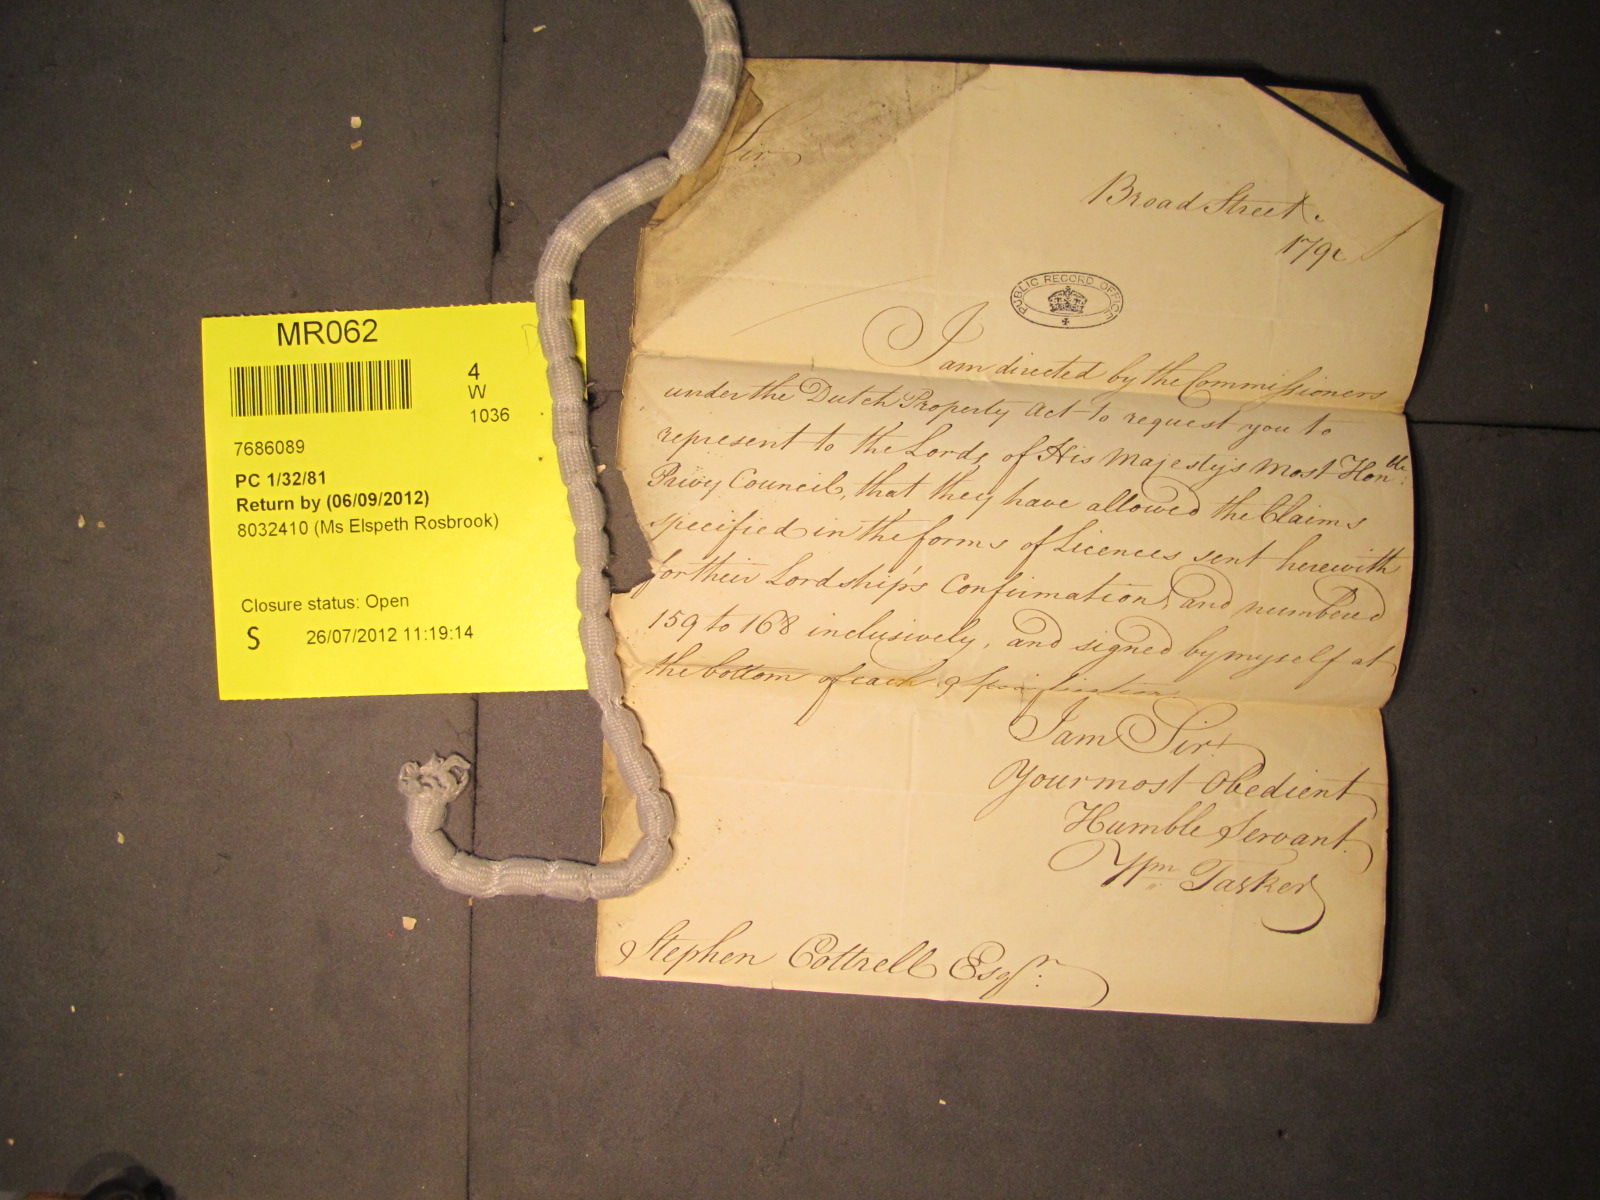 MR062
4
W
1036
7686089
PC 1/32/81
Return by (06/09/2012)
8032410 (Ms Elspeth Rosbrook)
Closure status: Open
S 26/07/2012 11:19:14
Sir
Broad Street.
PUBLIC RECORD OFFICE
I am directed by the Commissioners
under the Dutch Property Act to request you to
represent to the Lords of His Majesty's Most Honble.
Privy Council, that they have allowed the Claims
specified in the forms of Licences sent herewith
for their Lordship's Confirmation, and numbered
159 to 168 inclusively, and signed by myself at
the bottom of each Specification.
I am Sir
Your most Obedient
Humble Servant.
Wm Tasker
Stephen Cottrell Esqr.